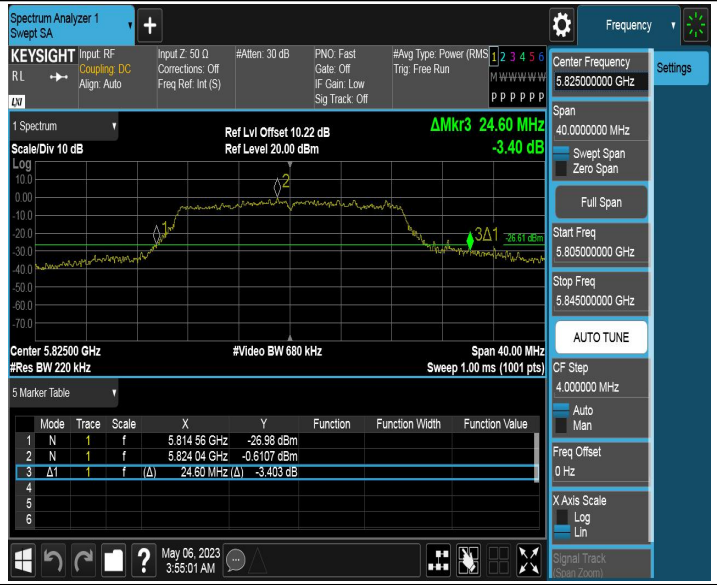 Spectrum Analyzer 1
Swept SA
Frequency
KEYSIGHT
Input: RF
Input Z: 50 Ω
#Atten: 30 dB
PNO: Fast
#Avg Type: Power (RMS
1 2 3 4 5 6
RL
Coupling: DC
Corrections: Off
Gate: Off
Trig: Free Run
Align: Auto
Freq Ref: Int (S)
IF Gain: Low
M W W W W W
Sig Track: Off
P P P P P P
LXI
1 Spectrum
Ref Lvl Offset 10.22 dB
ΔMkr3 24.60 MHz
Scale/Div 10 dB
Ref Level 20.00 dBm
-3.40 dB
Log
10.0
0.00
-10.0
-20.0
-30.0
-40.0
-50.0
-60.0
-70.0
1
2
3Δ1
-26.61 dBm
Center 5.82500 GHz
#Video BW 680 kHz
Span 40.00 MHz
#Res BW 220 kHz
Sweep 1.00 ms (1001 pts)
5 Marker Table
Mode Trace Scale X Y Function Function Width Function Value
1 N 1 f 5.814 56 GHz -26.98 dBm
2 N 1 f 5.824 04 GHz -0.6107 dBm
3 Δ1 1 f (Δ) 24.60 MHz (Δ) -3.403 dB
4
5
6
?
May 06, 2023
3:55:01 AM
Center Frequency
5.825000000 GHz
Settings
Span
40.0000000 MHz
Swept Span
Zero Span
Full Span
Start Freq
5.805000000 GHz
Stop Freq
5.845000000 GHz
AUTO TUNE
CF Step
4.000000 MHz
Auto
Man
Freq Offset
0 Hz
X Axis Scale
Log
Lin
Signal Track
(Span Zoom)